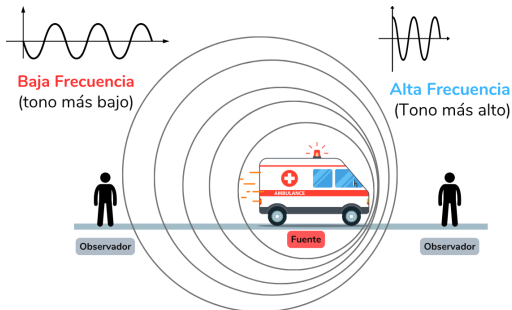 Baja Frecuencia
(tono más bajo)
Alta Frecuencia
(Tono más alto)
AMBULANCE
Observador
Fuente
Observador